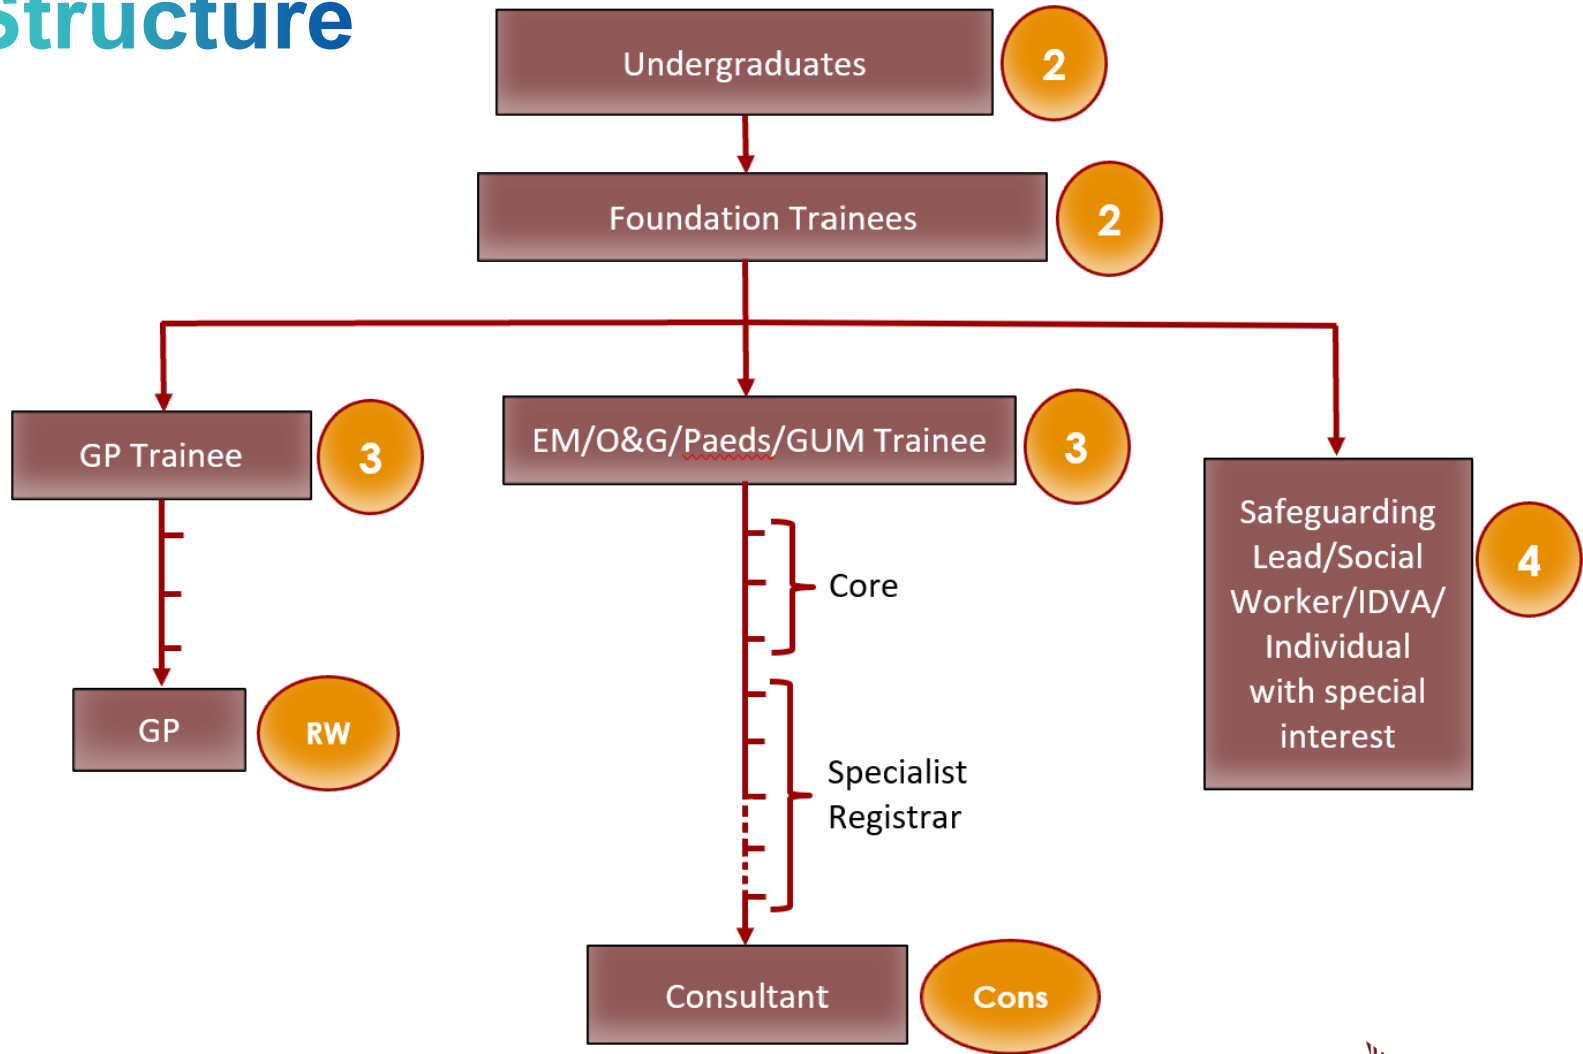 Structure
Undergraduates
2
Foundation Trainees
2
GP Trainee
3
EM/O&G/Paeds/GUM Trainee
3
Safeguarding
Lead/Social
Worker/IDVA/
Individual
with special
interest
4
Core
GP
RW
Specialist
Registrar
Consultant
Cons